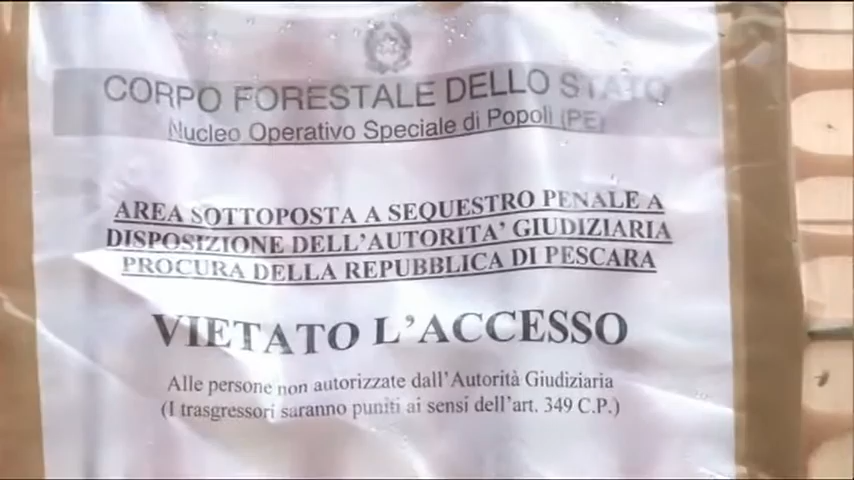 CORPO FORESTALE DELLO STATO
Nucleo Operativo Speciale di Popoli (PE)
AREA SOTTOPOSTA A SEQUESTRO PENALE A
DISPOSIZIONE DELL'AUTORITA' GIUDIZIARIA
PROCURA DELLA REPUBBLICA DI PESCARA
VIETATO L'ACCESSO
Alle persone non autorizzate dall'Autorità Giudiziaria
(I trasgressori saranno puniti ai sensi dell'art. 349 C.P.)